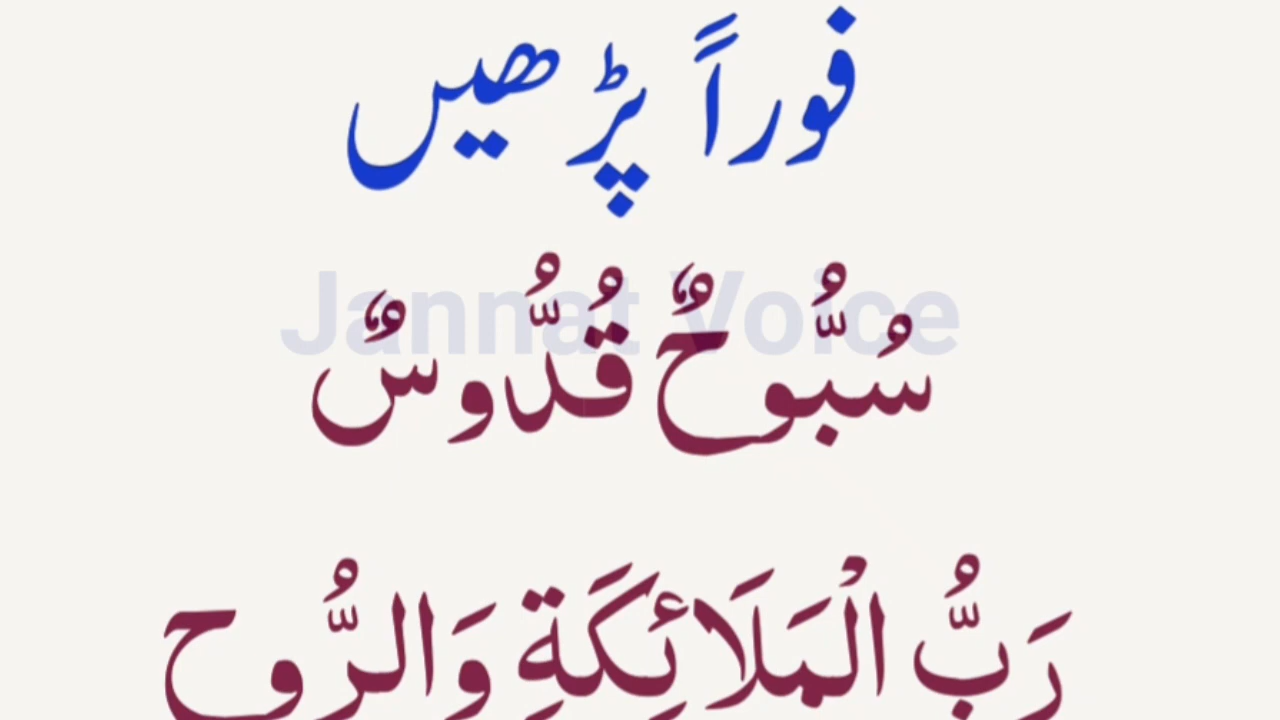 فوراً پڑھیں
Jannat Voice
سُبُّوحٌ قُدُّوسٌ
رَبُّ الْمَلَائِكَةِ وَالرُّوح